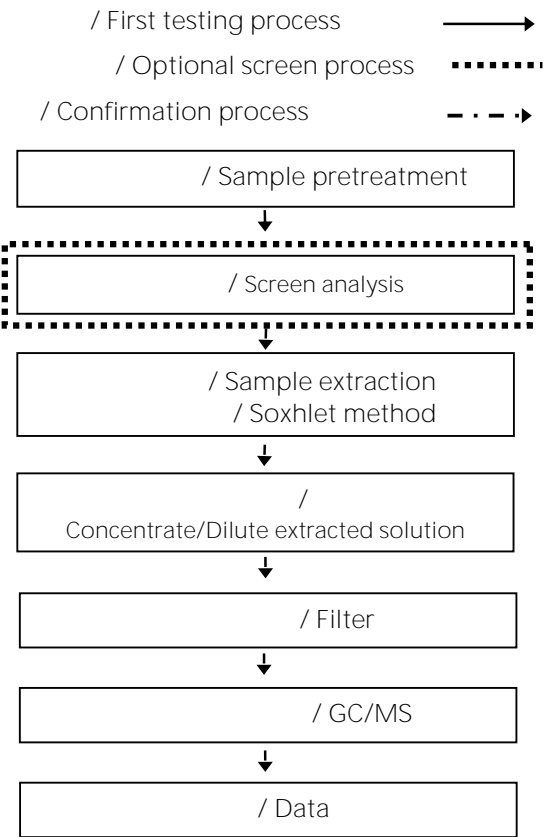 / First testing process
/ Optional screen process
/ Confirmation process
/ Sample pretreatment
/ Screen analysis
/ Sample extraction
/ Soxhlet method
/
Concentrate/Dilute extracted solution
/ Filter
/ GC/MS
/ Data